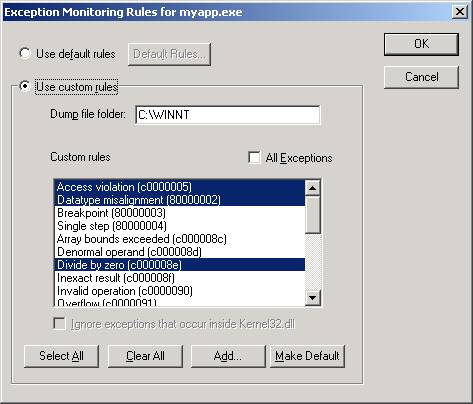 Exception Monitoring Rules for myapp.exe
Use default rules
Default Rules...
OK
Cancel
Use custom rules
Dump file folder:
C:\WINNT
Custom rules
All Exceptions
Access violation (c0000005)
Datatype misalignment (80000002)
Breakpoint (80000003)
Single step (80000004)
Array bounds exceeded (c000008c)
Denormal operand (c000008d)
Divide by zero (c000008e)
Inexact result (c000008f)
Invalid operation (c0000090)
Overflow (c0000091)
Ignore exceptions that occur inside Kernel32.dll
Select All
Clear All
Add...
Make Default